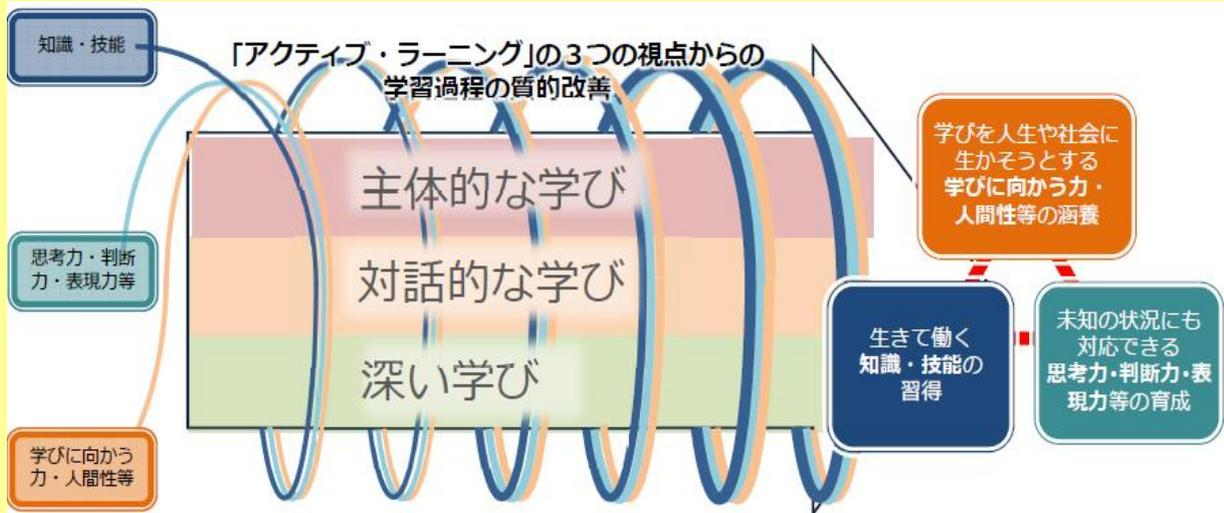 知識・技能
「アクティブ・ラーニング」の３つの視点からの
学習過程の質的改善
思考力・判断
力・表現力等
学びに向かう
力・人間性等
主体的な学び
対話的な学び
深い学び
学びを人生や社会に
生かそうとする
学びに向かう力・
人間性等の涵養
生きて働く
知識・技能の
習得
未知の状況にも
対応できる
思考力・判断力・表
現力等の育成